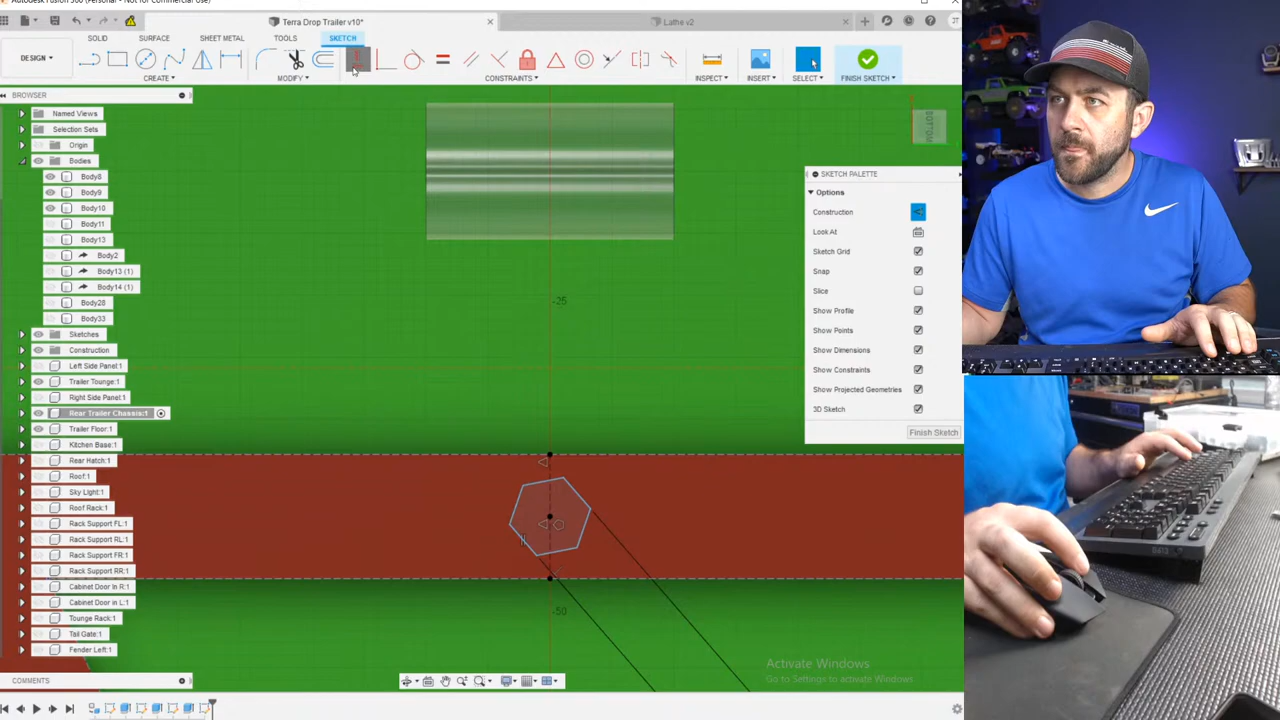 Autodesk Fusion 360 (Personal - Not for Commercial Use)
Terra Drop Trailer v10*
Lathe v2
JT
DESIGN
SOLID
SURFACE
SHEET METAL
TOOLS
SKETCH
CREATE
MODIFY
CONSTRAINTS
INSPECT
INSERT
SELECT
FINISH SKETCH
BROWSER
Named Views
Selection Sets
Origin
Bodies
Body8
Body9
Body10
Body11
Body13
Body2
Body13 (1)
Body14 (1)
Body28
Body33
Sketches
Construction
Left Side Panel:1
Trailer Tounge:1
Right Side Panel:1
Rear Trailer Chassis:1
Trailer Floor:1
Kitchen Base:1
Rear Hatch:1
Roof:1
Sky Light:1
Roof Rack:1
Rack Support FL:1
Rack Support RL:1
Rack Support FR:1
Rack Support RR:1
Cabinet Door In R:1
Cabinet Door in L:1
Tounge Rack:1
Tail Gate:1
Fender Left:1
COMMENTS
-25
-50
BOTTOM
SKETCH PALETTE
Options
Construction
Look At
Sketch Grid
Snap
Slice
Show Profile
Show Points
Show Dimensions
Show Constraints
Show Projected Geometries
3D Sketch
Finish Sketch
Activate Windows
Go to Settings to activate Windows.